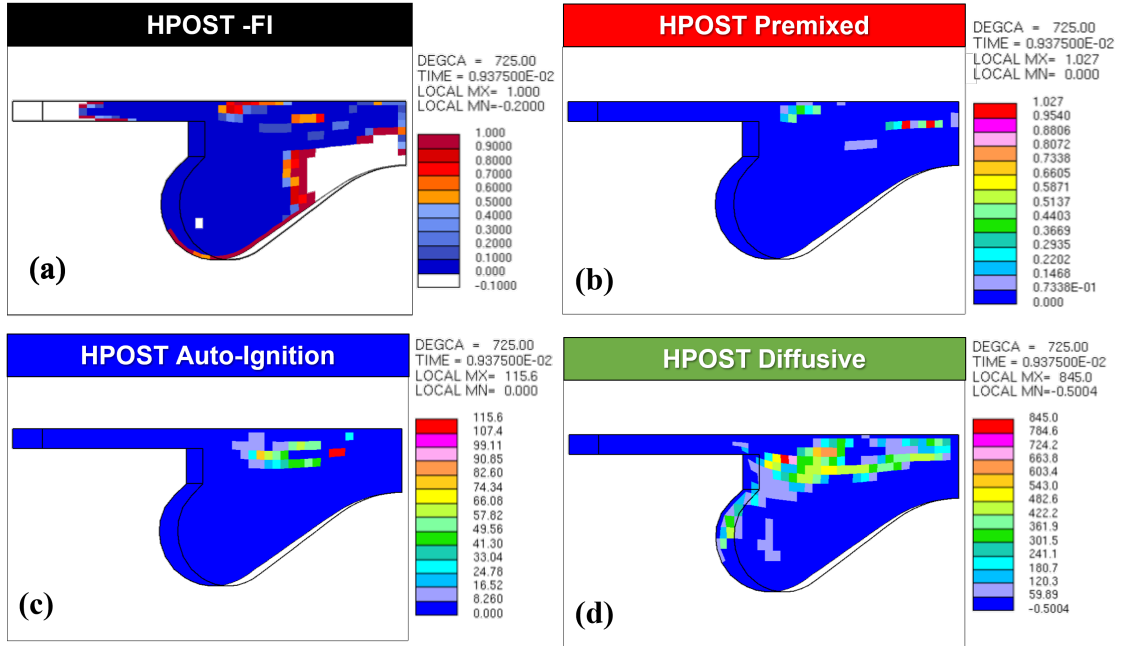 HPOST -FI
DEGCA = 725.00
TIME = 0.937500E-02
LOCAL MX= 1.000
LOCAL MN=-0.2000
1.000
0.9000
0.8000
0.7000
0.6000
0.5000
0.4000
0.3000
0.2000
0.1000
0.000
-0.1000
(a)
HPOST Premixed
DEGCA = 725.00
TIME = 0.937500E-02
LOCAL MX= 1.027
LOCAL MN= 0.000
1.027
0.9540
0.8806
0.8072
0.7338
0.6605
0.5871
0.5137
0.4403
0.3669
0.2935
0.2202
0.1468
0.7338E-01
0.000
(b)
HPOST Auto-Ignition
DEGCA = 725.00
TIME = 0.937500E-02
LOCAL MX= 115.6
LOCAL MN= 0.000
115.6
107.4
99.11
90.85
82.60
74.34
66.08
57.82
49.56
41.30
33.04
24.78
16.52
8.260
0.000
(c)
HPOST Diffusive
DEGCA = 725.00
TIME = 0.937500E-02
LOCAL MX= 845.0
LOCAL MN=-0.5004
845.0
784.6
724.2
663.8
603.4
543.0
482.6
422.2
361.9
301.5
241.1
180.7
120.3
59.89
-0.5004
(d)